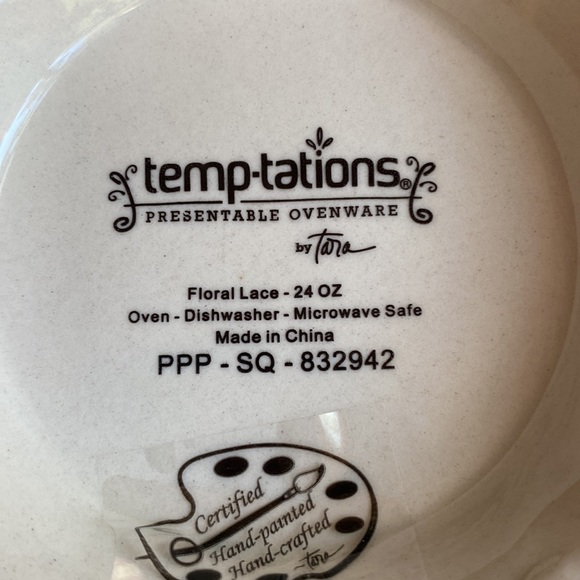 temp-tations®
PRESENTABLE OVENWARE
by Tara
Floral Lace - 24 OZ
Oven - Dishwasher - Microwave Safe
Made in China
PPP - SQ - 832942
Certified
Hand-painted
Hand-crafted
Tara